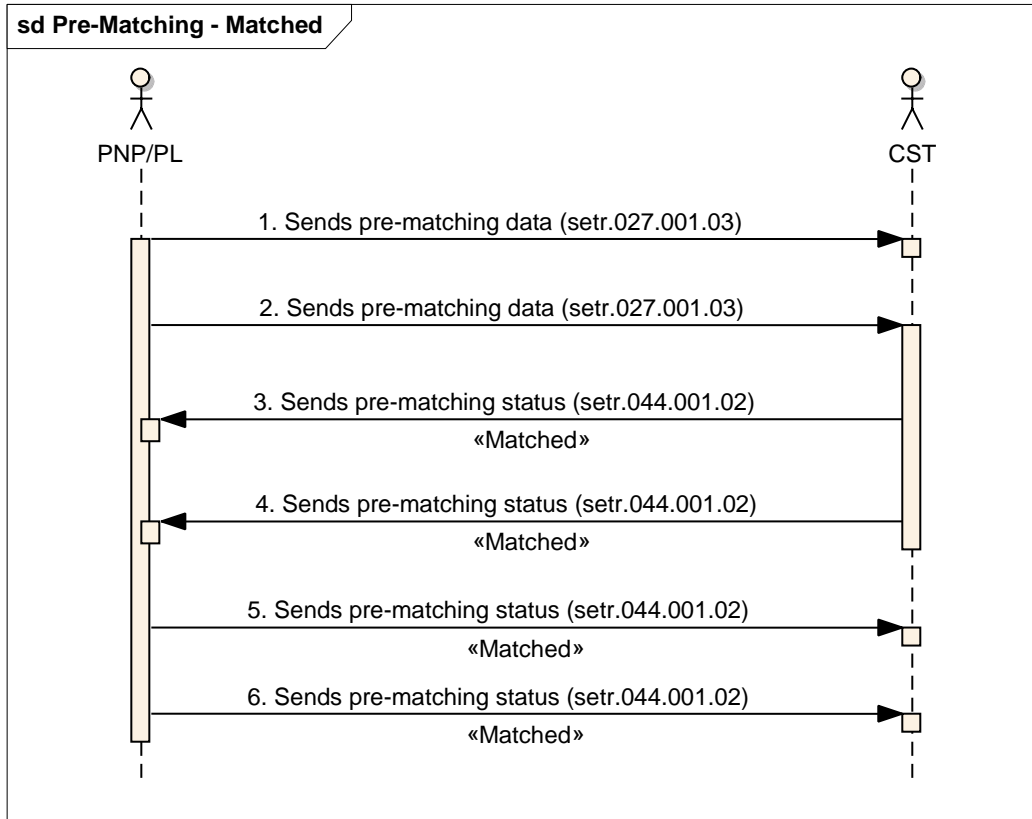 sd Pre-Matching - Matched
PNP/PL
CST
1. Sends pre-matching data (setr.027.001.03)
2. Sends pre-matching data (setr.027.001.03)
3. Sends pre-matching status (setr.044.001.02)
«Matched»
4. Sends pre-matching status (setr.044.001.02)
«Matched»
5. Sends pre-matching status (setr.044.001.02)
«Matched»
6. Sends pre-matching status (setr.044.001.02)
«Matched»